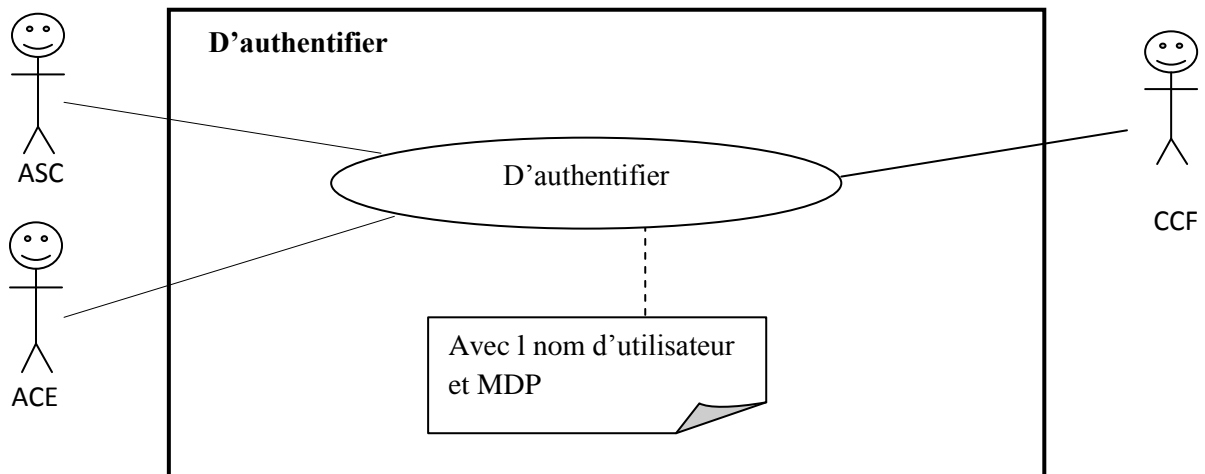 D’authentifier
ASC
D’authentifier
CCF
Avec l nom d’utilisateur
et MDP
ACE